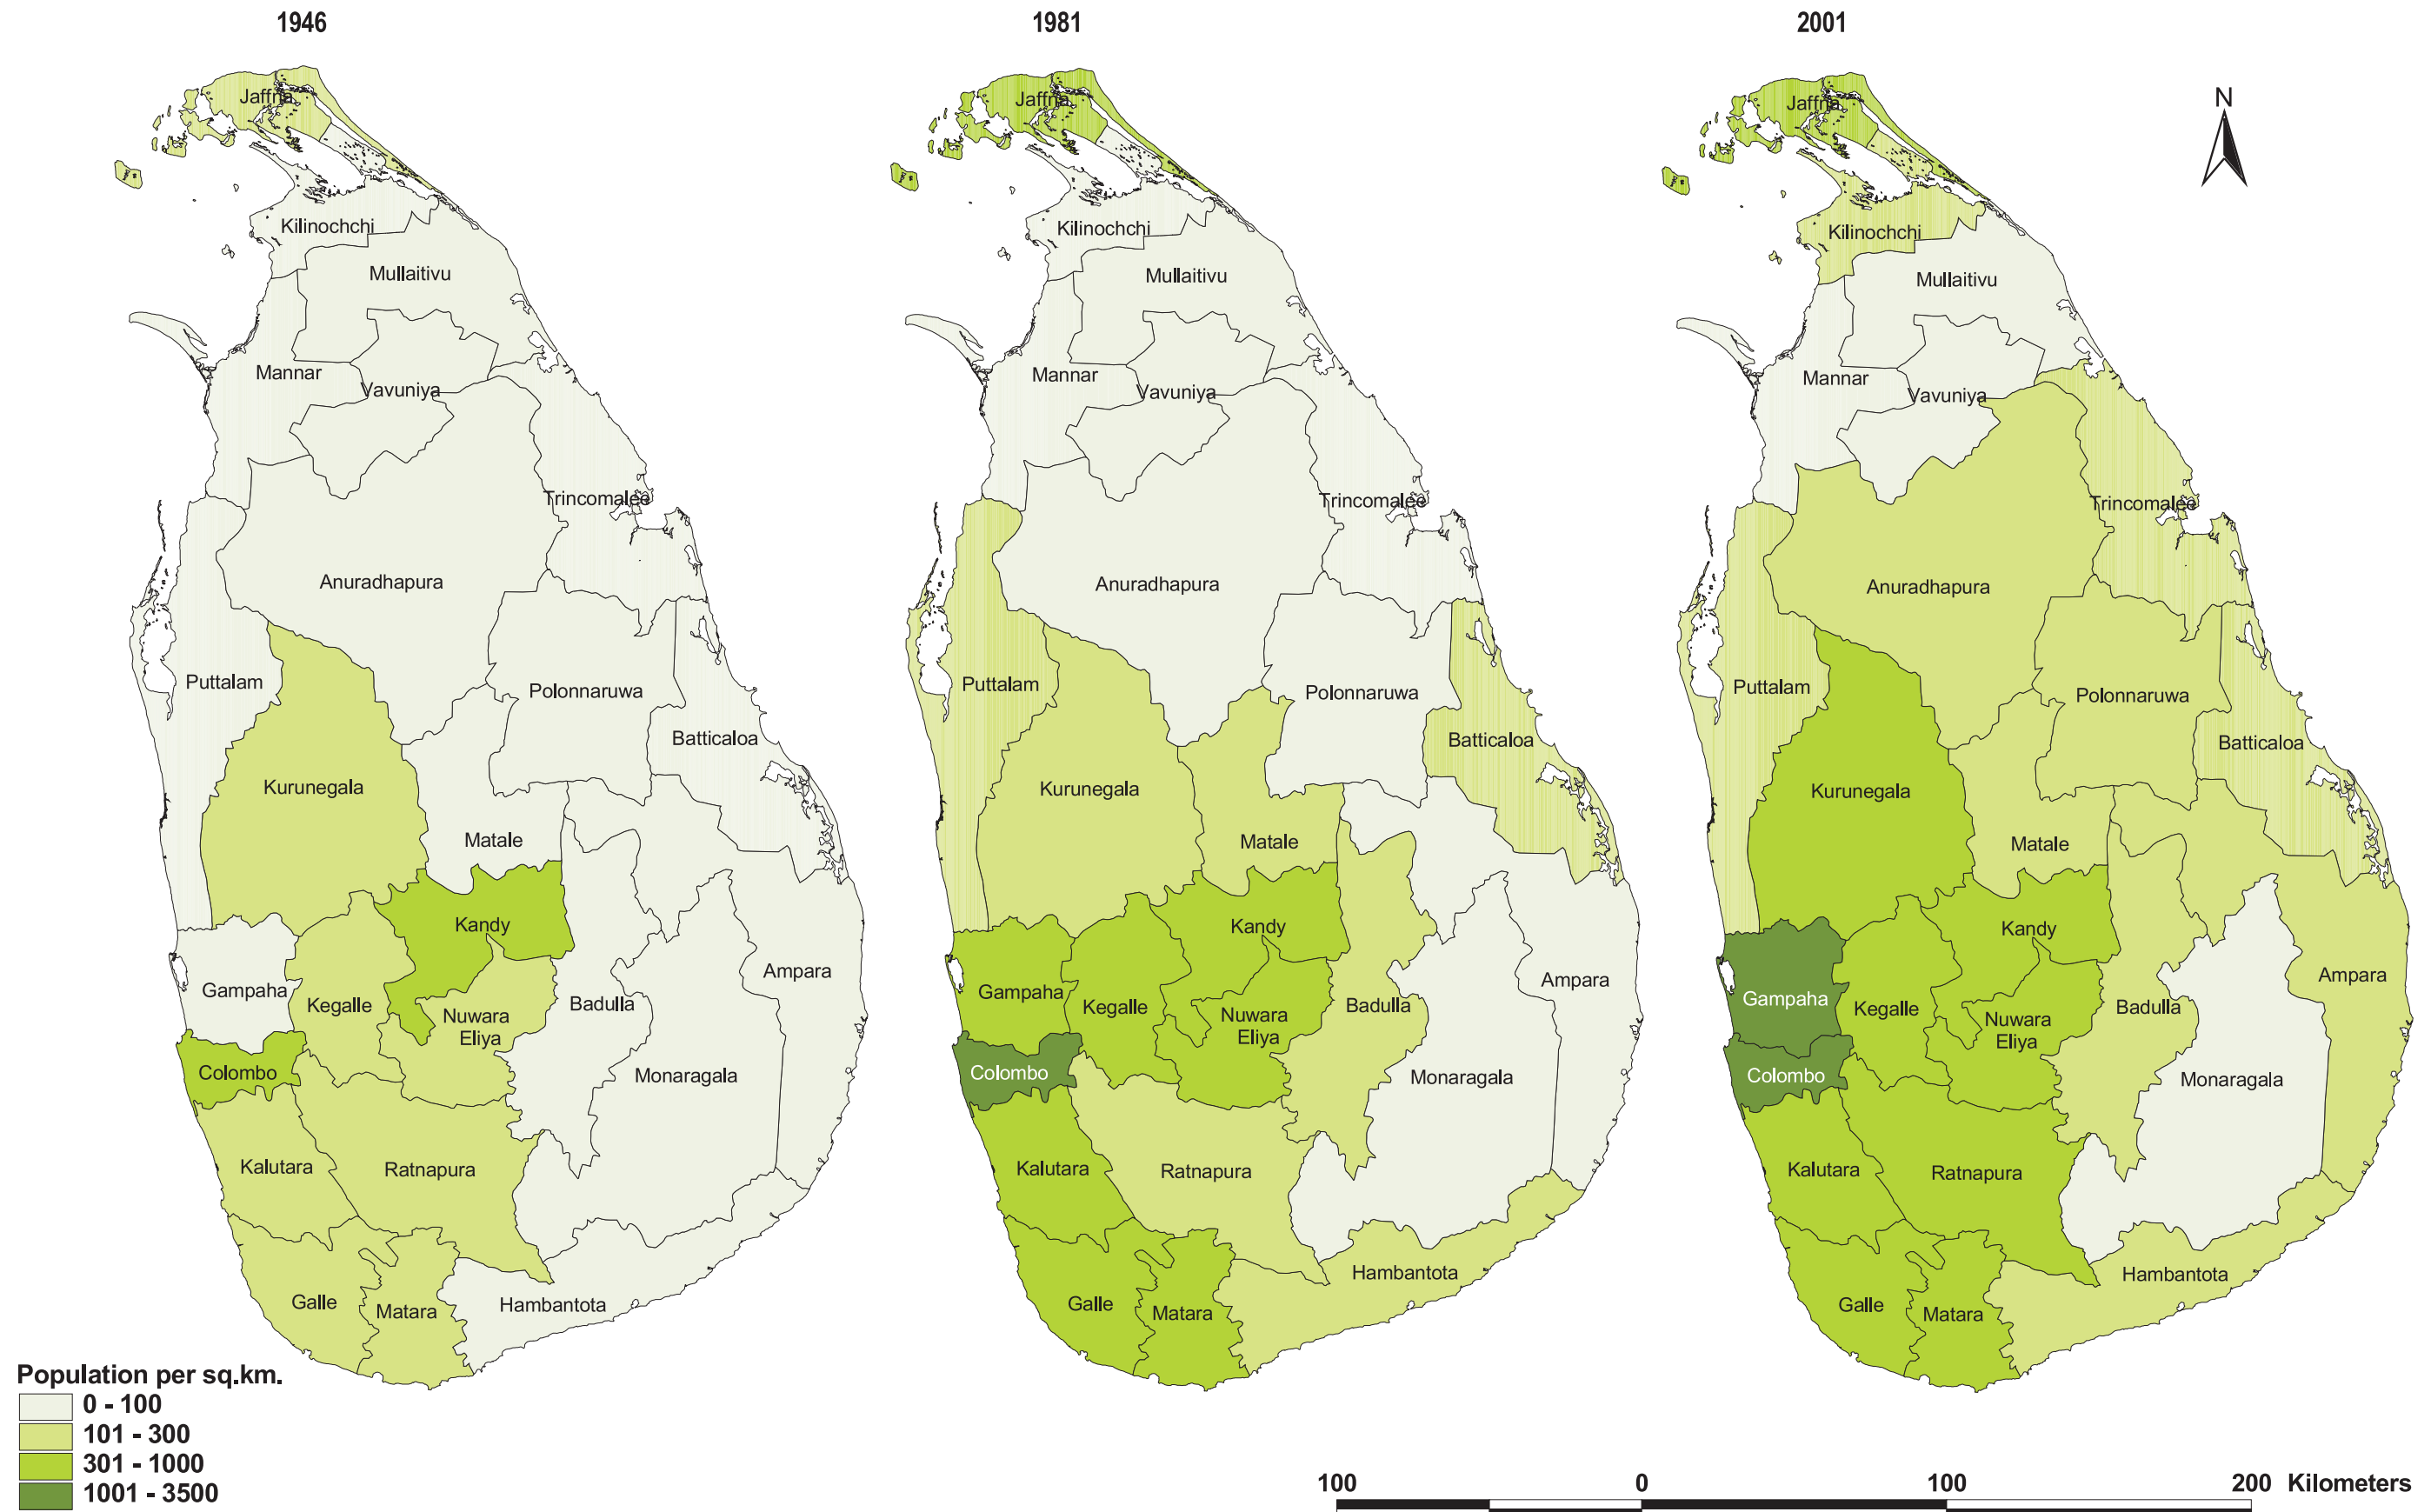 1946
1981
2001
Jaffna
Kilinochchi
Mullaitivu
Mannar
Vavuniya
Trincomalee
Anuradhapura
Puttalam
Polonnaruwa
Batticaloa
Kurunegala
Matale
Kandy
Ampara
Gampaha
Kegalle
Nuwara
Eliya
Badulla
Colombo
Monaragala
Kalutara
Ratnapura
Galle
Matara
Hambantota
Jaffna
Kilinochchi
Mullaitivu
Mannar
Vavuniya
Trincomalee
Anuradhapura
Puttalam
Polonnaruwa
Batticaloa
Kurunegala
Matale
Kandy
Ampara
Gampaha
Kegalle
Nuwara
Eliya
Badulla
Colombo
Monaragala
Kalutara
Ratnapura
Galle
Matara
Hambantota
N
Jaffna
Kilinochchi
Mullaitivu
Mannar
Vavuniya
Trincomalee
Anuradhapura
Puttalam
Polonnaruwa
Batticaloa
Kurunegala
Matale
Kandy
Ampara
Gampaha
Kegalle
Nuwara
Eliya
Badulla
Colombo
Monaragala
Kalutara
Ratnapura
Galle
Matara
Hambantota
Population per sq.km.
0 - 100
101 - 300
301 - 1000
1001 - 3500
100 0 100 200 Kilometers